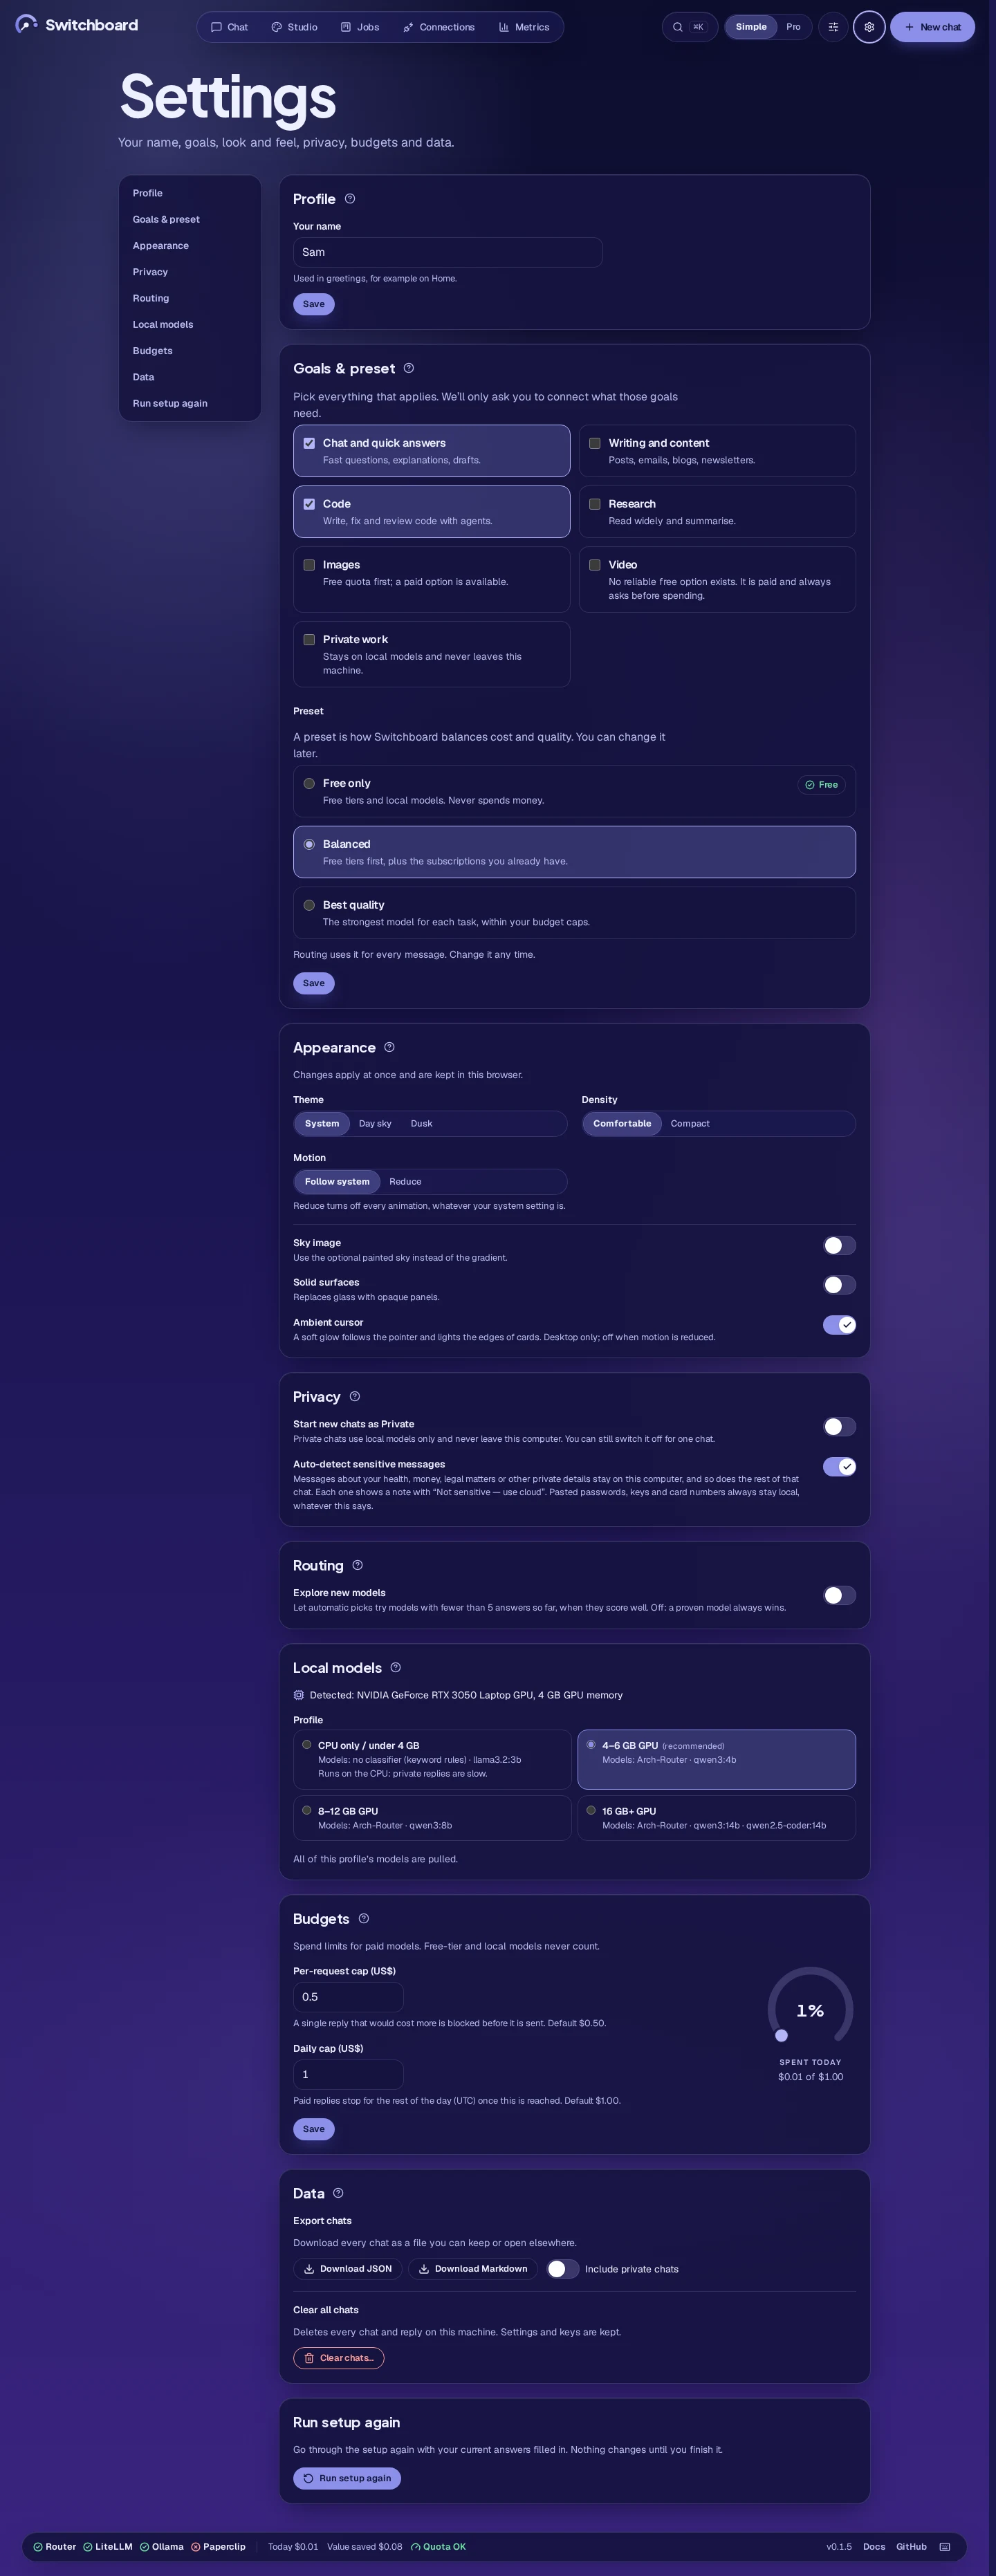 Switchboard
Chat
Studio
Jobs
Connections
Metrics
⌘K
Simple
Pro
New chat
Settings
Your name, goals, look and feel, privacy, budgets and data.
Profile
Goals & preset
Appearance
Privacy
Routing
Local models
Budgets
Data
Run setup again
Profile
Your name
Sam
Used in greetings, for example on Home.
Save
Goals & preset
Pick everything that applies. We'll only ask you to connect what those goals
need.
Chat and quick answers
Fast questions, explanations, drafts.
Writing and content
Posts, emails, blogs, newsletters.
Code
Write, fix and review code with agents.
Research
Read widely and summarise.
Images
Free quota first; a paid option is available.
Video
No reliable free option exists. It is paid and always
asks before spending.
Private work
Stays on local models and never leaves this
machine.
Preset
A preset is how Switchboard balances cost and quality. You can change it
later.
Free only
Free tiers and local models. Never spends money.
Free
Balanced
Free tiers first, plus the subscriptions you already have.
Best quality
The strongest model for each task, within your budget caps.
Routing uses it for every message. Change it any time.
Save
Appearance
Changes apply at once and are kept in this browser.
Theme
System
Day sky
Dusk
Density
Comfortable
Compact
Motion
Follow system
Reduce
Reduce turns off every animation, whatever your system setting is.
Sky image
Use the optional painted sky instead of the gradient.
Solid surfaces
Replaces glass with opaque panels.
Ambient cursor
A soft glow follows the pointer and lights the edges of cards. Desktop only; off when motion is reduced.
Privacy
Start new chats as Private
Private chats use local models only and never leave this computer. You can still switch it off for one chat.
Auto-detect sensitive messages
Messages about your health, money, legal matters or other private details stay on this computer, and so does the rest of that
chat. Each one shows a note with “Not sensitive — use cloud”. Pasted passwords, keys and card numbers always stay local,
whatever this says.
Routing
Explore new models
Let automatic picks try models with fewer than 5 answers so far, when they score well. Off: a proven model always wins.
Local models
Detected: NVIDIA GeForce RTX 3050 Laptop GPU, 4 GB GPU memory
Profile
CPU only / under 4 GB
Models: no classifier (keyword rules) · llama3.2:3b
Runs on the CPU: private replies are slow.
4–6 GB GPU (recommended)
Models: Arch-Router · qwen3:4b
8–12 GB GPU
Models: Arch-Router · qwen3:8b
16 GB+ GPU
Models: Arch-Router · qwen3:14b · qwen2.5-coder:14b
All of this profile's models are pulled.
Budgets
Spend limits for paid models. Free-tier and local models never count.
Per-request cap (US$)
0.5
A single reply that would cost more is blocked before it is sent. Default $0.50.
Daily cap (US$)
1
Paid replies stop for the rest of the day (UTC) once this is reached. Default $1.00.
Save
1%
SPENT TODAY
$0.01 of $1.00
Data
Export chats
Download every chat as a file you can keep or open elsewhere.
Download JSON
Download Markdown
Include private chats
Clear all chats
Deletes every chat and reply on this machine. Settings and keys are kept.
Clear chats…
Run setup again
Go through the setup again with your current answers filled in. Nothing changes until you finish it.
Run setup again
Router
LiteLLM
Ollama
Paperclip
Today $0.01
Value saved $0.08
Quota OK
v0.1.5
Docs
GitHub